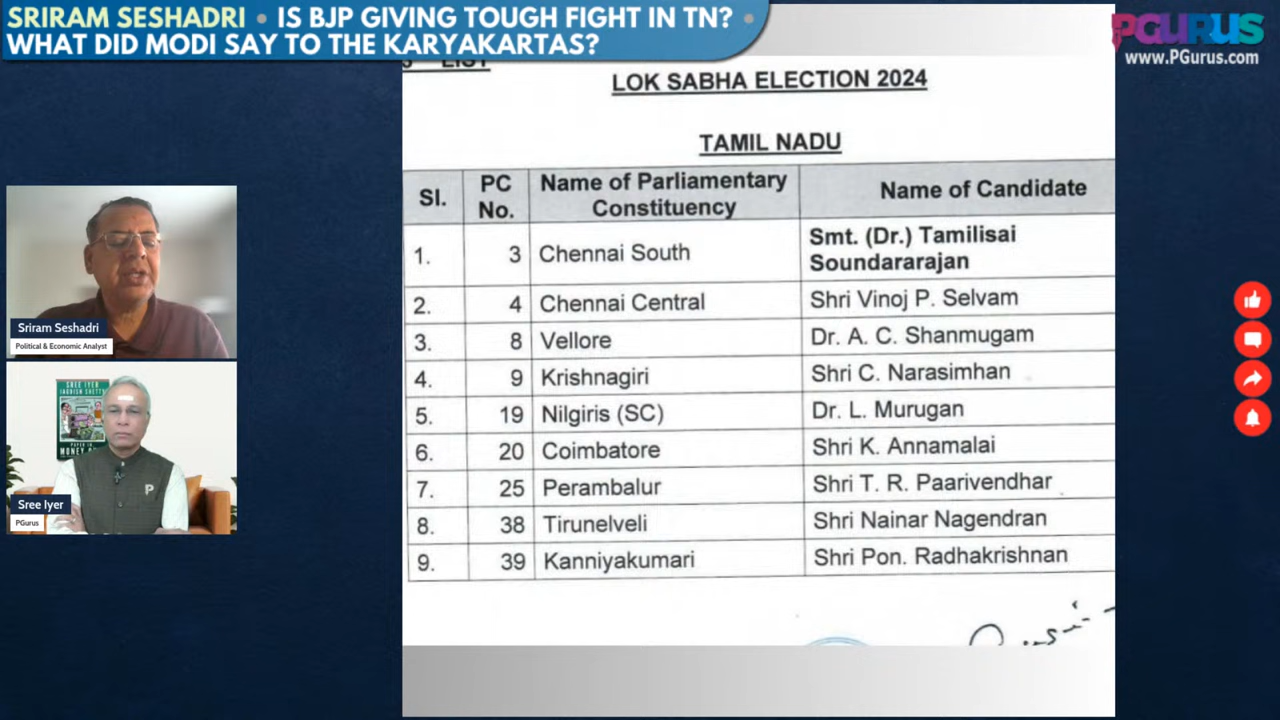 SRIRAM SESHADRI • IS BJP GIVING TOUGH FIGHT IN TN? •
WHAT DID MODI SAY TO THE KARYAKARTAS?
PGURUS
www.PGurus.com
LIST
LOK SABHA ELECTION 2024
TAMIL NADU
Sl. PC No. Name of Parliamentary Constituency Name of Candidate
1. 3 Chennai South Smt. (Dr.) Tamilisai Soundararajan
2. 4 Chennai Central Shri Vinoj P. Selvam
3. 8 Vellore Dr. A. C. Shanmugam
4. 9 Krishnagiri Shri C. Narasimhan
5. 19 Nilgiris (SC) Dr. L. Murugan
6. 20 Coimbatore Shri K. Annamalai
7. 25 Perambalur Shri T. R. Paarivendhar
8. 38 Tirunelveli Shri Nainar Nagendran
9. 39 Kanniyakumari Shri Pon. Radhakrishnan
Sriram Seshadri
Political & Economic Analyst
SREE IYER
MONEY
P
Sree Iyer
PGurus